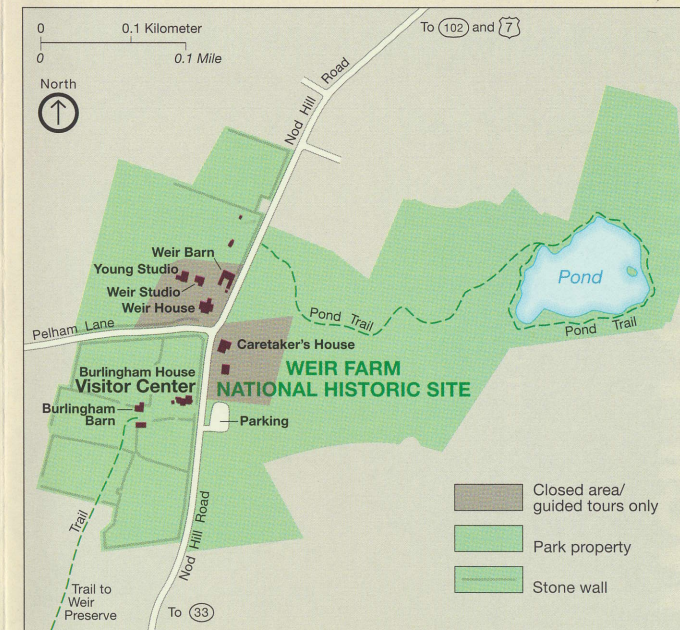 0 0.1 Kilometer
0 0.1 Mile
North
To 102 and 7
Nod Hill Road
Weir Barn
Young Studio
Weir Studio
Weir House
Pond
Pond Trail
Pond Trail
Pelham Lane
Caretaker's House
WEIR FARM
NATIONAL HISTORIC SITE
Burlingham House
Visitor Center
Burlingham
Barn
Parking
Trail
Nod Hill Road
Trail to
Weir
Preserve
To 33
Closed area/
guided tours only
Park property
Stone wall